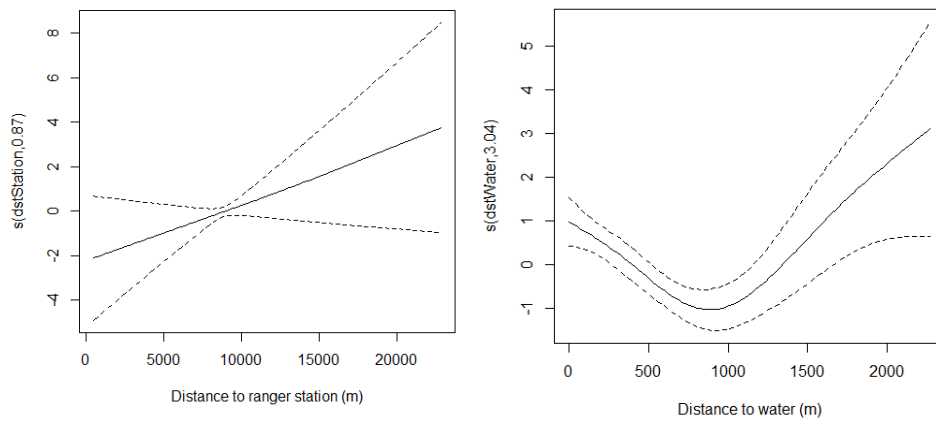 8
6
4
2
0
-2
-4
s(dstStation,0.87)
0 5000 10000 15000 20000
Distance to ranger station (m)
5
4
3
2
1
0
-1
s(dstWater,3.04)
0 500 1000 1500 2000
Distance to water (m)